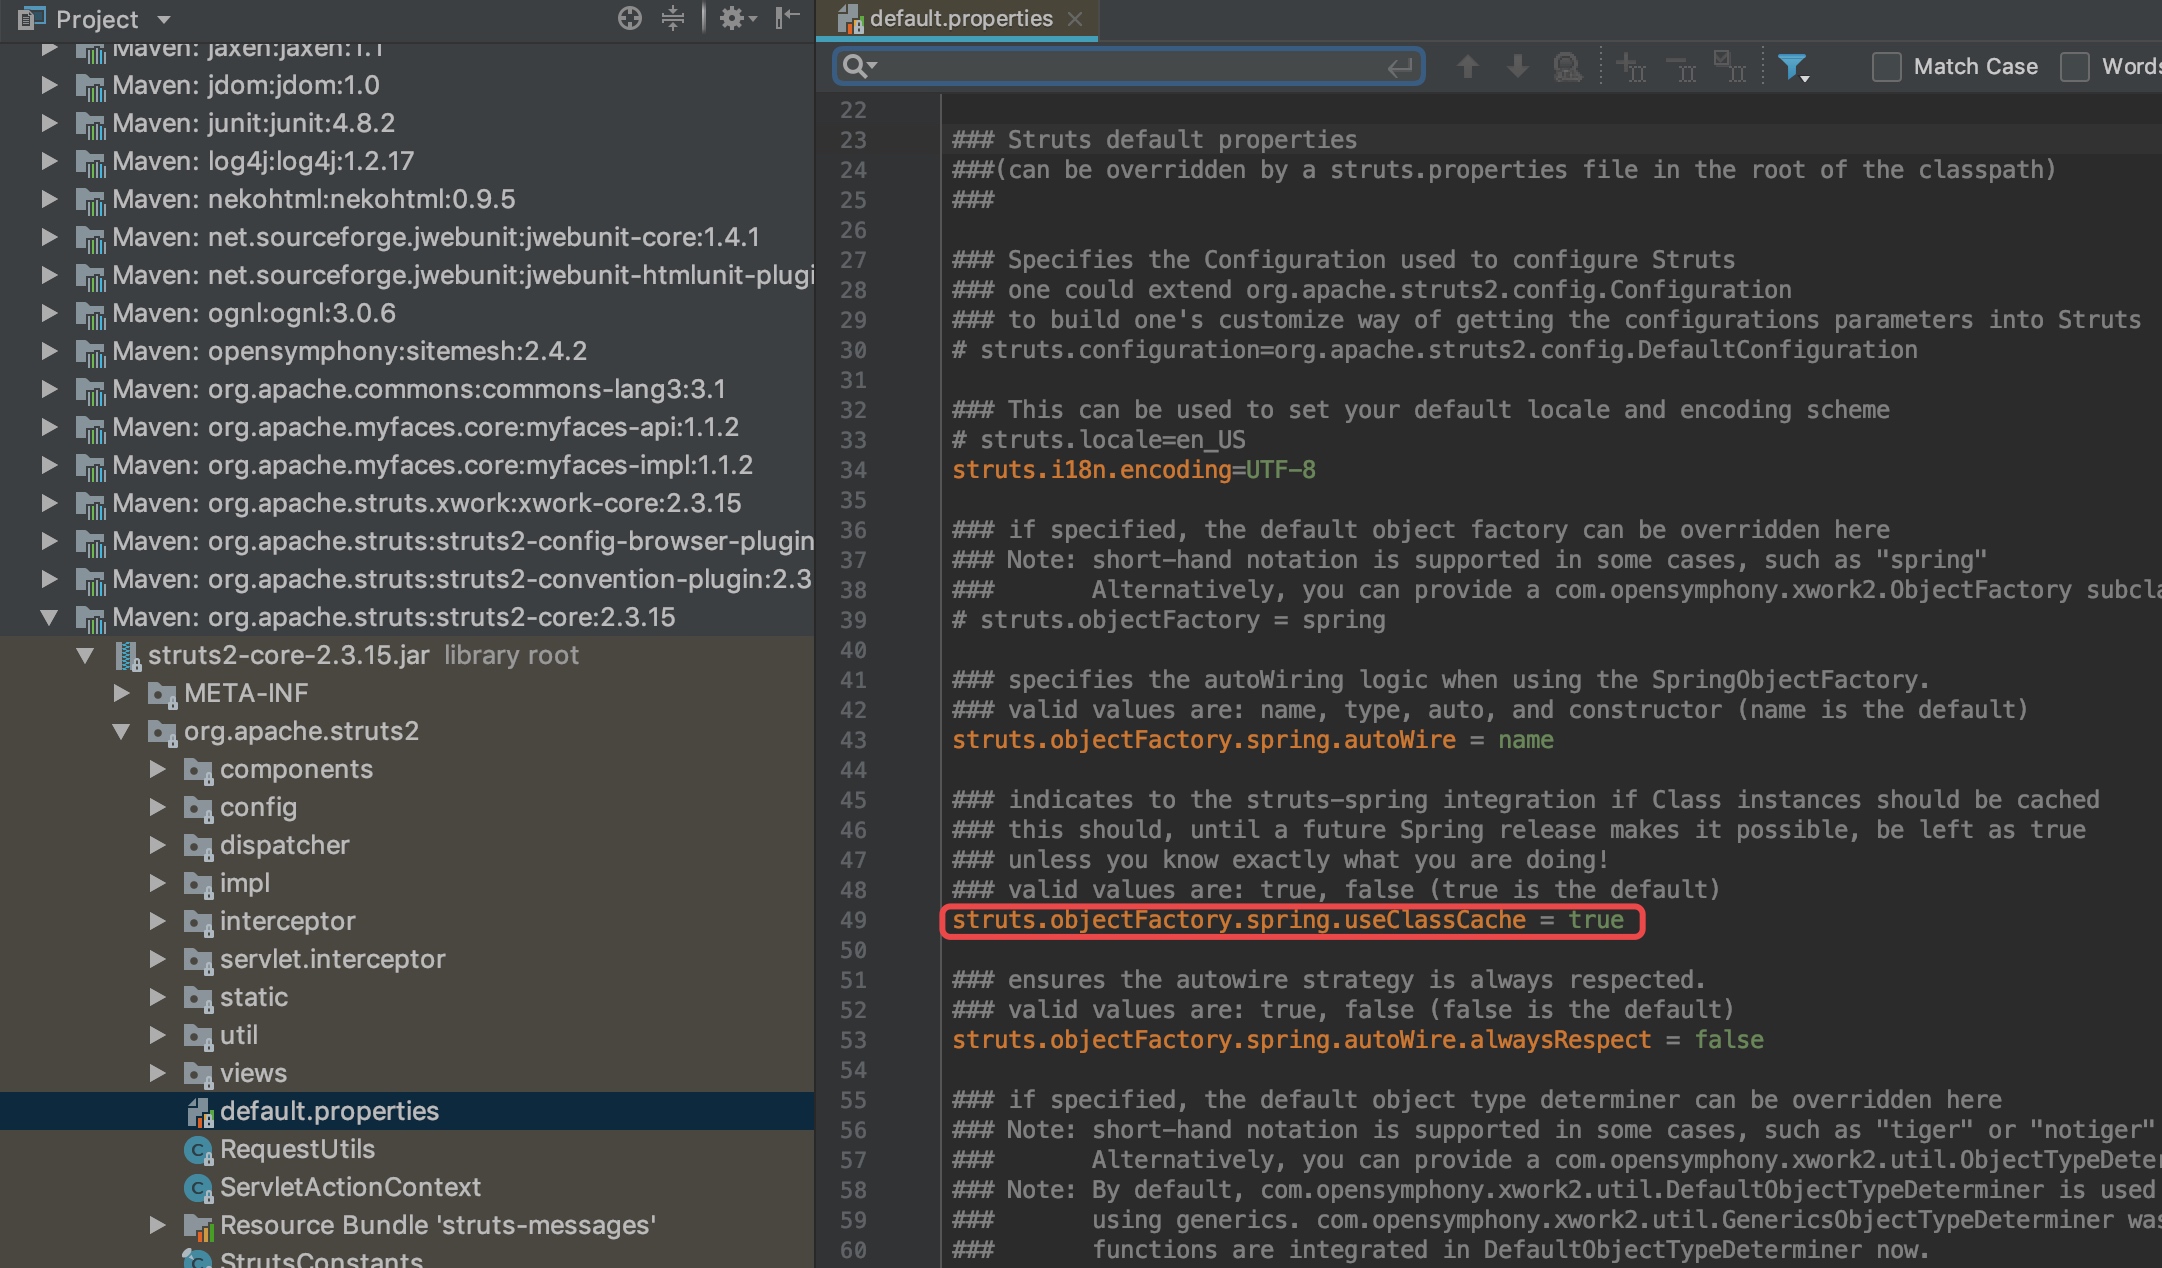 Project
Maven: jaxen:jaxen:1.1
Maven: jdom:jdom:1.0
Maven: junit:junit:4.8.2
Maven: log4j:log4j:1.2.17
Maven: nekohtml:nekohtml:0.9.5
Maven: net.sourceforge.jwebunit:jwebunit-core:1.4.1
Maven: net.sourceforge.jwebunit:jwebunit-htmlunit-plugi
Maven: ognl:ognl:3.0.6
Maven: opensymphony:sitemesh:2.4.2
Maven: org.apache.commons:commons-lang3:3.1
Maven: org.apache.myfaces.core:myfaces-api:1.1.2
Maven: org.apache.myfaces.core:myfaces-impl:1.1.2
Maven: org.apache.struts.xwork:xwork-core:2.3.15
Maven: org.apache.struts:struts2-config-browser-plugin
Maven: org.apache.struts:struts2-convention-plugin:2.3
Maven: org.apache.struts:struts2-core:2.3.15
struts2-core-2.3.15.jar library root
META-INF
org.apache.struts2
components
config
dispatcher
impl
interceptor
servlet.interceptor
static
util
views
default.properties
RequestUtils
ServletActionContext
Resource Bundle 'struts-messages'
StrutsConstants
default.properties
Match Case
Words
22
23 ### Struts default properties
24 ###(can be overridden by a struts.properties file in the root of the classpath)
25 ###
26
27 ### Specifies the Configuration used to configure Struts
28 ### one could extend org.apache.struts2.config.Configuration
29 ### to build one's customize way of getting the configurations parameters into Struts
30 # struts.configuration=org.apache.struts2.config.DefaultConfiguration
31
32 ### This can be used to set your default locale and encoding scheme
33 # struts.locale=en_US
34 struts.i18n.encoding=UTF-8
35
36 ### if specified, the default object factory can be overridden here
37 ### Note: short-hand notation is supported in some cases, such as "spring"
38 ###       Alternatively, you can provide a com.opensymphony.xwork2.ObjectFactory subcla
39 # struts.objectFactory = spring
40
41 ### specifies the autoWiring logic when using the SpringObjectFactory.
42 ### valid values are: name, type, auto, and constructor (name is the default)
43 struts.objectFactory.spring.autoWire = name
44
45 ### indicates to the struts-spring integration if Class instances should be cached
46 ### this should, until a future Spring release makes it possible, be left as true
47 ### unless you know exactly what you are doing!
48 ### valid values are: true, false (true is the default)
49 struts.objectFactory.spring.useClassCache = true
50
51 ### ensures the autowire strategy is always respected.
52 ### valid values are: true, false (false is the default)
53 struts.objectFactory.spring.autoWire.alwaysRespect = false
54
55 ### if specified, the default object type determiner can be overridden here
56 ### Note: short-hand notation is supported in some cases, such as "tiger" or "notiger"
57 ###       Alternatively, you can provide a com.opensymphony.xwork2.util.ObjectTypeDeter
58 ### Note: By default, com.opensymphony.xwork2.util.DefaultObjectTypeDeterminer is used
59 ###       using generics. com.opensymphony.xwork2.util.GenericsObjectTypeDeterminer was
60 ###       functions are integrated in DefaultObjectTypeDeterminer now.